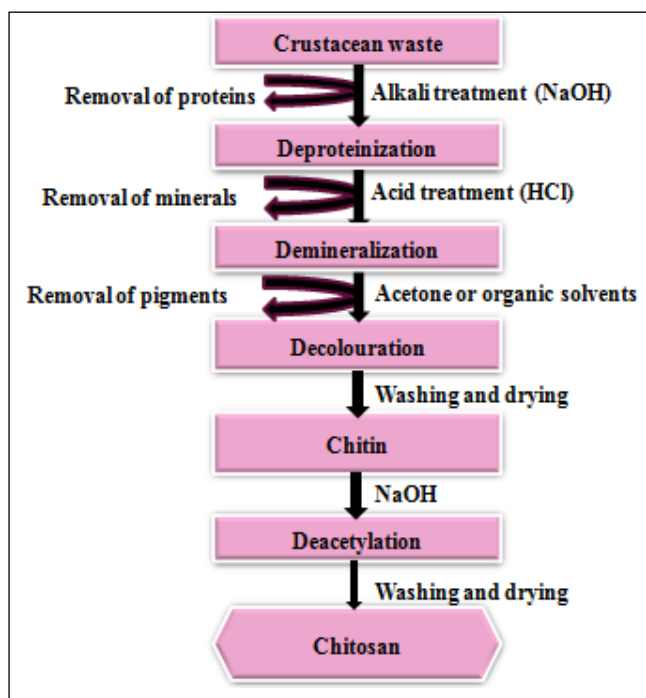 Crustacean waste
Removal of proteins
Alkali treatment (NaOH)
Deproteinization
Removal of minerals
Acid treatment (HCl)
Demineralization
Removal of pigments
Acetone or organic solvents
Decolouration
Washing and drying
Chitin
NaOH
Deacetylation
Washing and drying
Chitosan